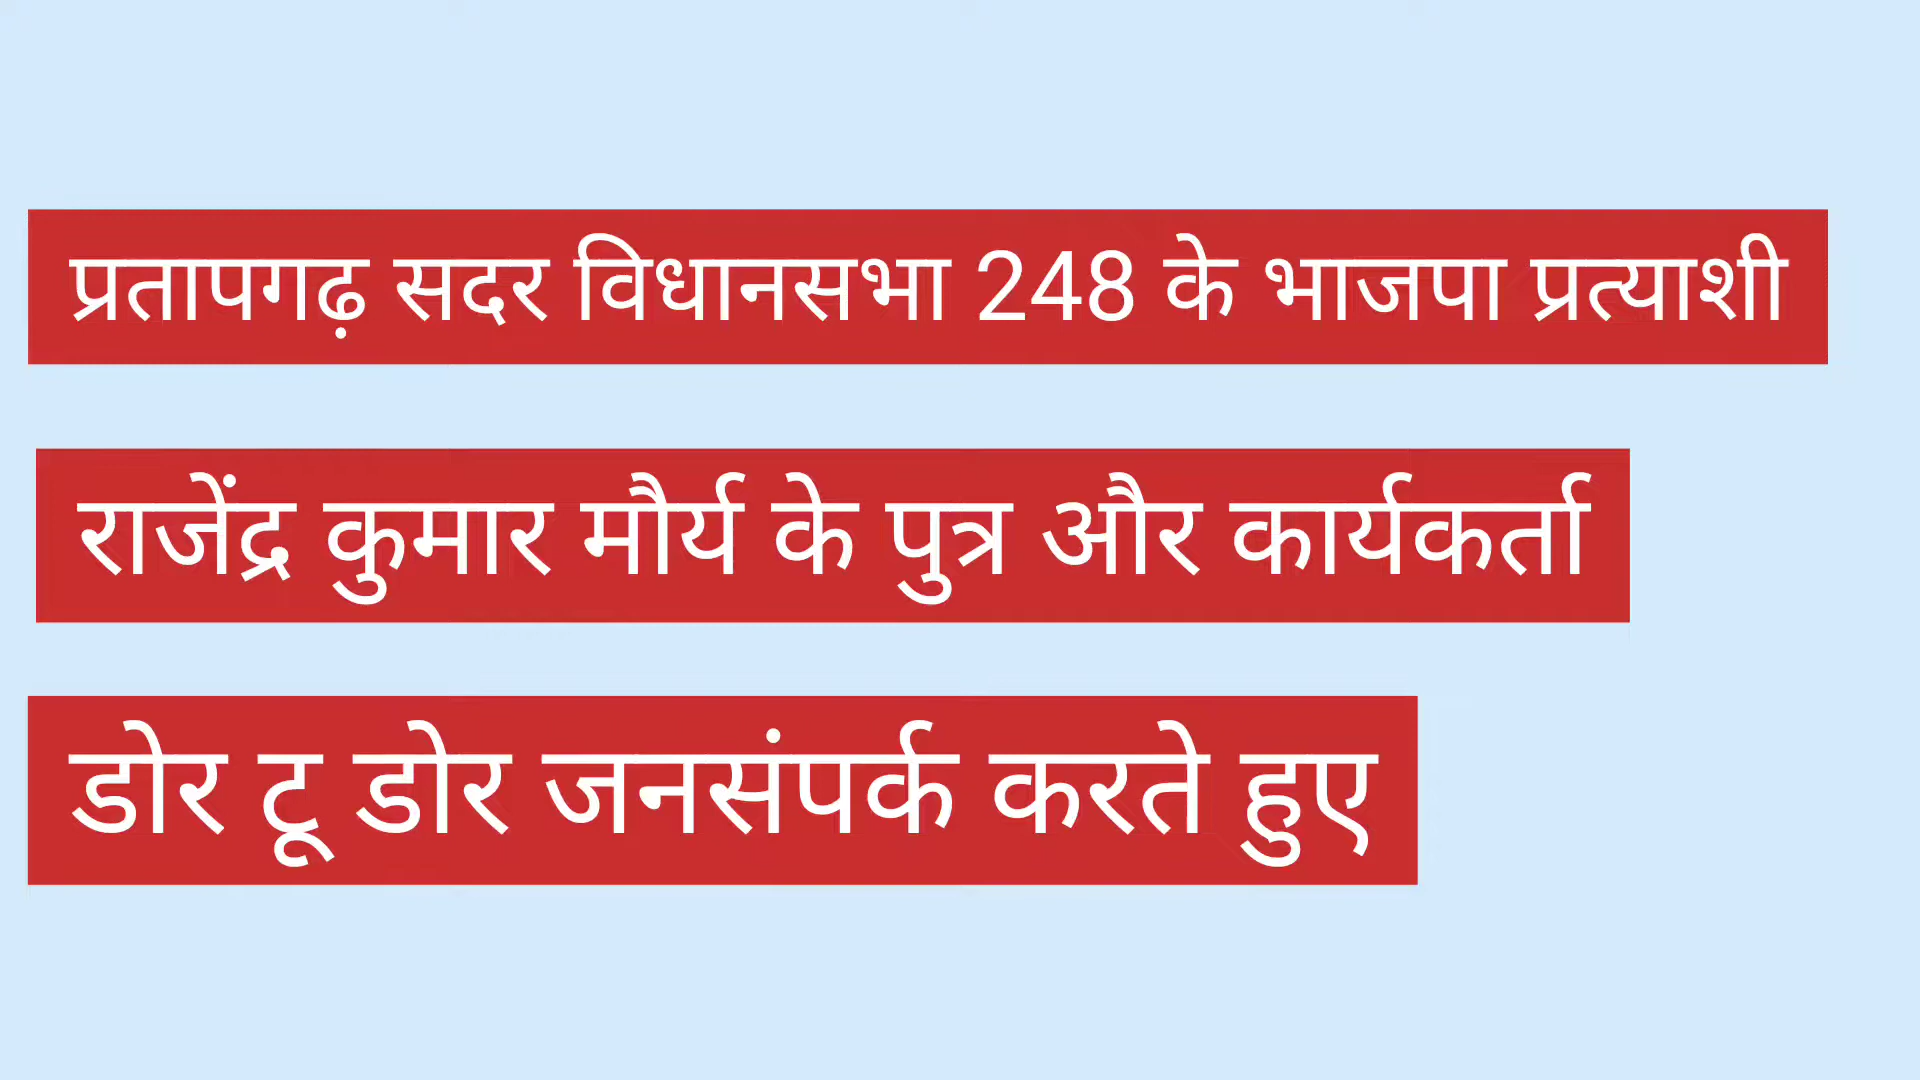 प्रतापगढ़ सदर विधानसभा 248 के भाजपा प्रत्याशी
राजेंद्र कुमार मौर्य के पुत्र और कार्यकर्ता
डोर टू डोर जनसंपर्क करते हुए